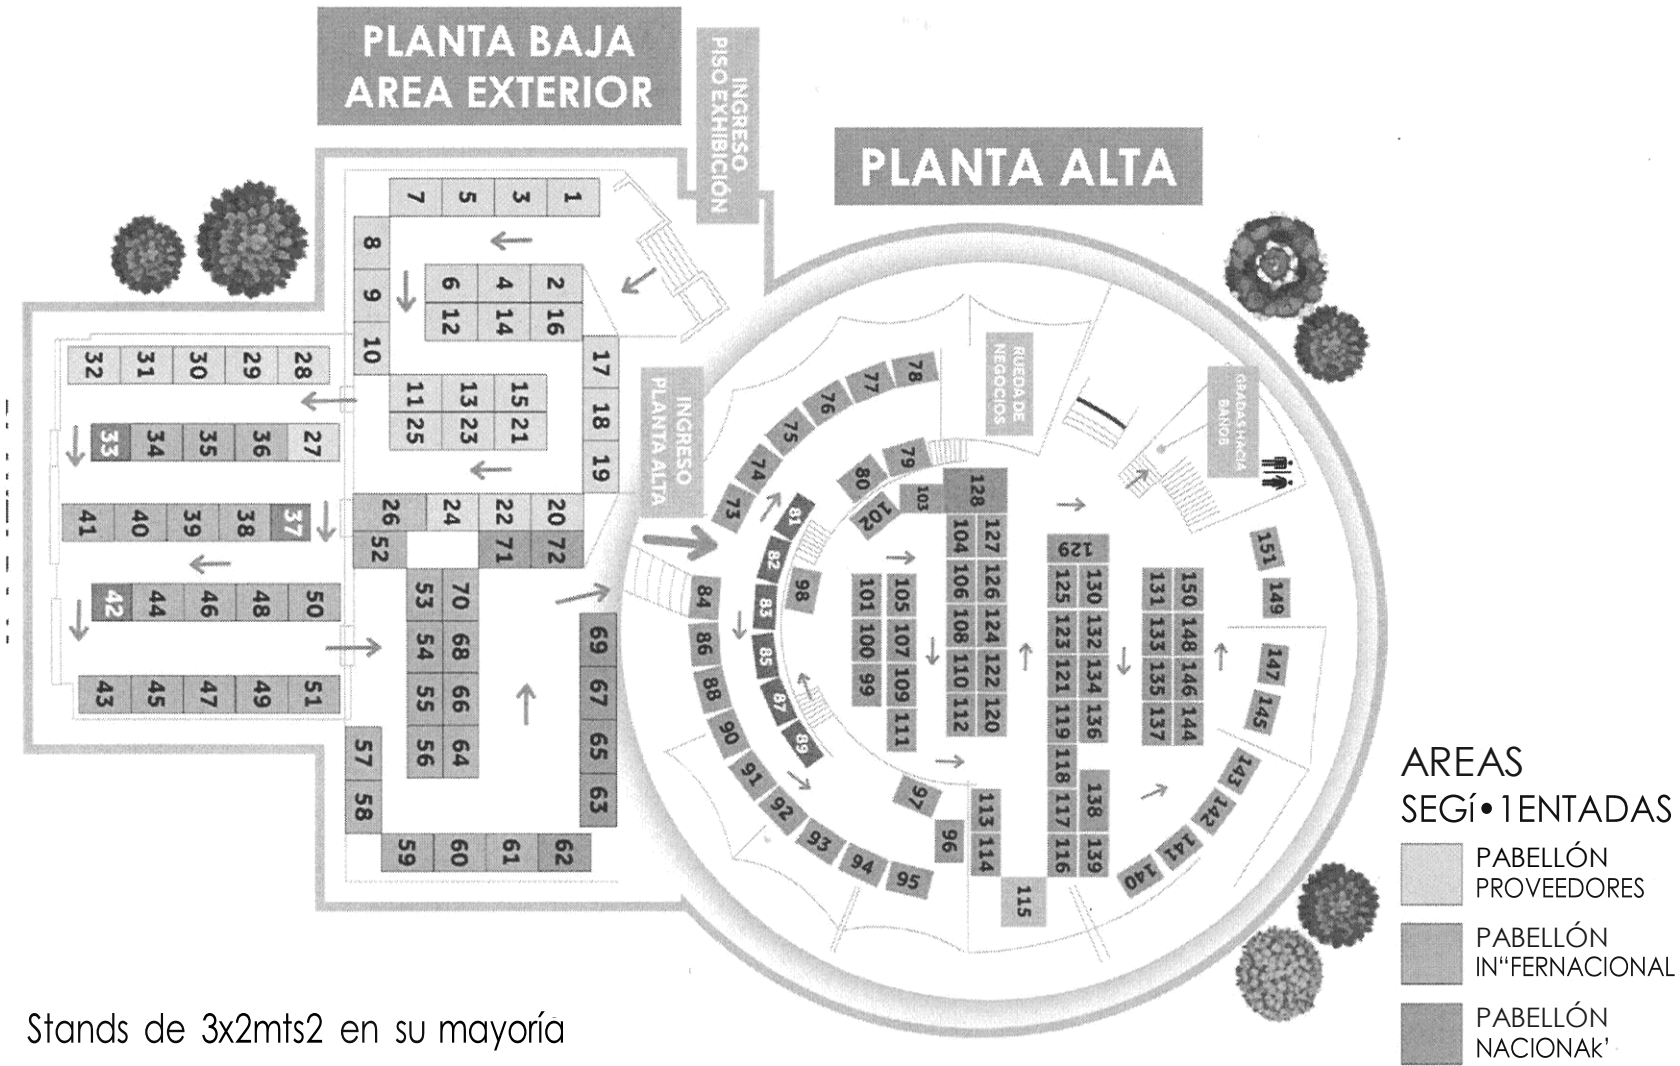 PLANTA BAJA
AREA EXTERIOR
INGRESO
PISO EXHIBICIÓN
PLANTA ALTA
7 5 3 1
8
9
10
6 4 2
12 14 16
17
18
19
11 13 15
25 23 21
32 31 30 29 28
33 34 35 36 27
41 40 39 38 37
42 44 46 48 50
43 45 47 49 51
26 24 22 20
52 71 72
53 70
54 68
55 66
56 64
57
58
59 60 61 62
69
67
65
63
INGRESO
PLANTA ALTA
RUEDA DE
NEGOCIOS
GRADAS HACIA
BAÑOS
78
77
76
75
74
73
79
80
102
103
128
81
82
83
85
87
89
98
84
86
88
90
91
92
93
94
95
97
96
101 105
100 107
99 109
111
104 127
106 126
108 124
110 122
112 120
113
114
115
129
125 130
123 132
121 134
119 136
118
117 138
116 139
131 150
133 148
135 146
137 144
151
149
147
145
143
142
141
140
AREAS
SEGí•1ENTADAS
PABELLÓN
PROVEEDORES
PABELLÓN
IN“FERNACIONAL
PABELLÓN
NACIONAk’
Stands de 3x2mts2 en su mayoría